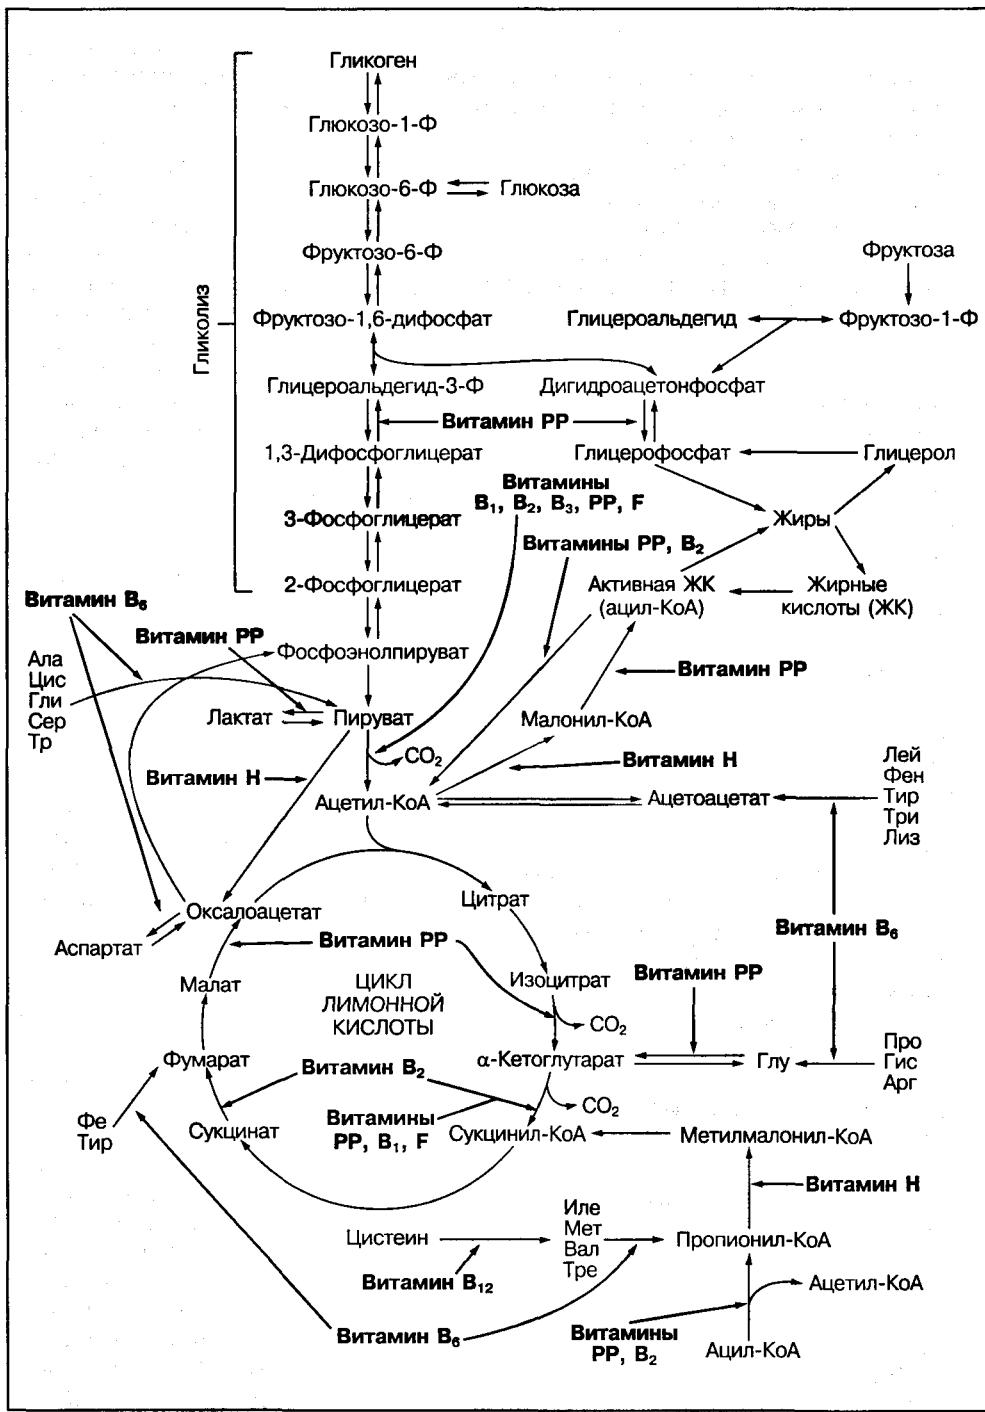 Гликоген
Глюкозо-1-Ф
Глюкозо-6-Ф
Глюкоза
Фруктозо-6-Ф
Фруктоза
Гликолиз
Фруктозо-1,6-дифосфат
Глицероальдегид
Фруктозо-1-Ф
Глицероальдегид-3-Ф
Дигидроацетонфосфат
Витамин PP
1,3-Дифосфоглицерат
Глицерофосфат
Глицерол
Витамины
B₁, B₂, B₃, PP, F
3-Фосфоглицерат
Жиры
Витамины PP, B₂
2-Фосфоглицерат
Активная ЖК
(ацил-КоА)
Жирные
кислоты (ЖК)
Витамин B₆
Витамин PP
Фосфоэнолпируват
Ала
Цис
Гли
Сер
Тр
Витамин PP
Лактат
Пируват
Малонил-КоА
CO₂
Витамин H
Витамин H
Ацетил-КоА
Ацетоацетат
Лей
Фен
Тир
Три
Лиз
Цитрат
Оксалоацетат
Аспартат
Витамин PP
Витамин B₆
Малат
ЦИКЛ
ЛИМОННОЙ
КИСЛОТЫ
Изоцитрат
Витамин PP
CO₂
Фумарат
Витамин B₂
α-Кетоглутарат
Глу
Про
Гис
Арг
CO₂
Фе
Тир
Сукцинат
Витамины
PP, B₁, F
Сукцинил-КоА
Метилмалонил-КоА
Витамин H
Цистеин
Иле
Мет
Вал
Тре
Пропионил-КоА
Витамин B₁₂
Ацетил-КоА
Витамин B₆
Витамины
PP, B₂
Ацил-КоА